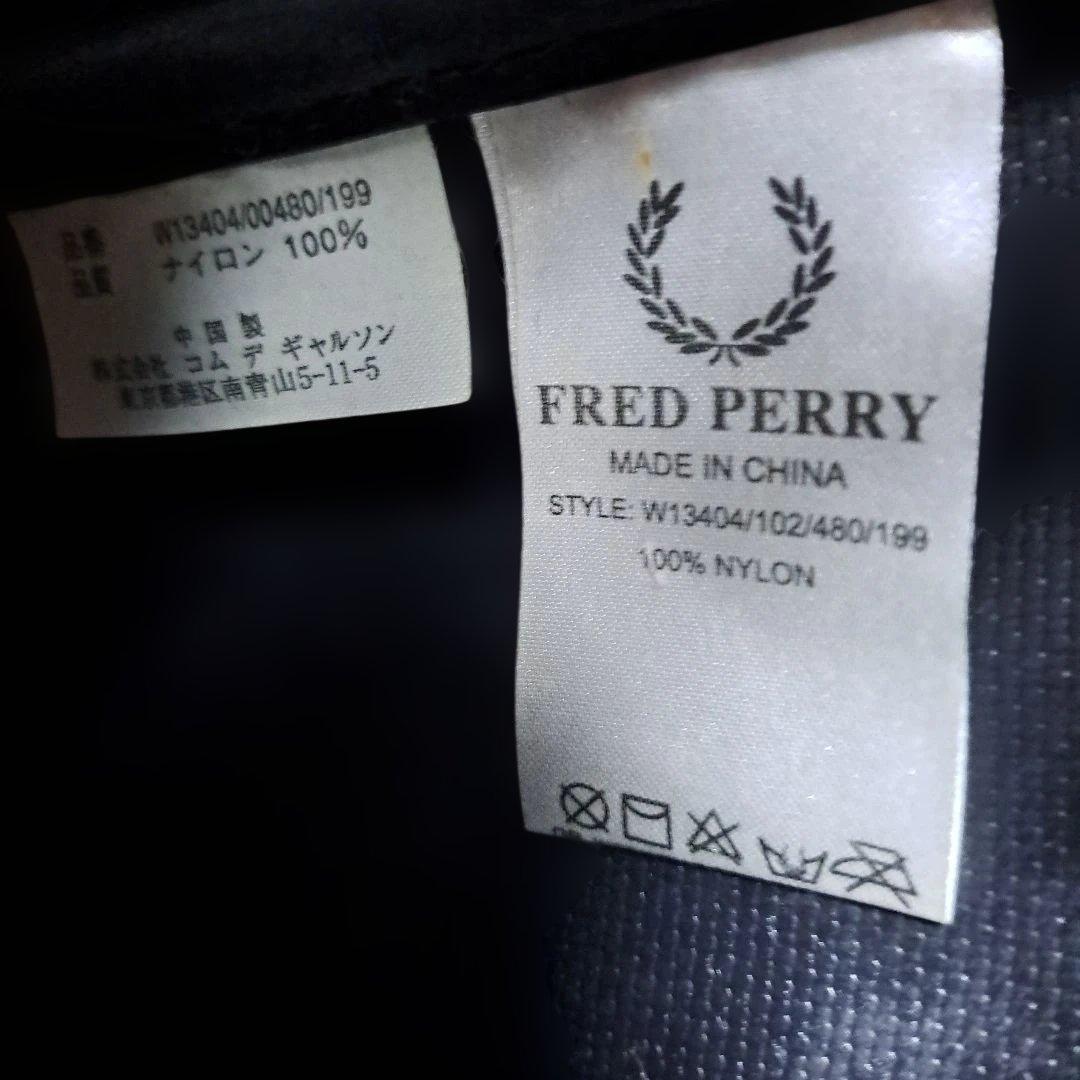 品番 W13404/00480/199
品質 ナイロン 100%
中国製
株式会社 コム デ ギャルソン
東京都港区南青山5-11-5
FRED PERRY
MADE IN CHINA
STYLE: W13404/102/480/199
100% NYLON